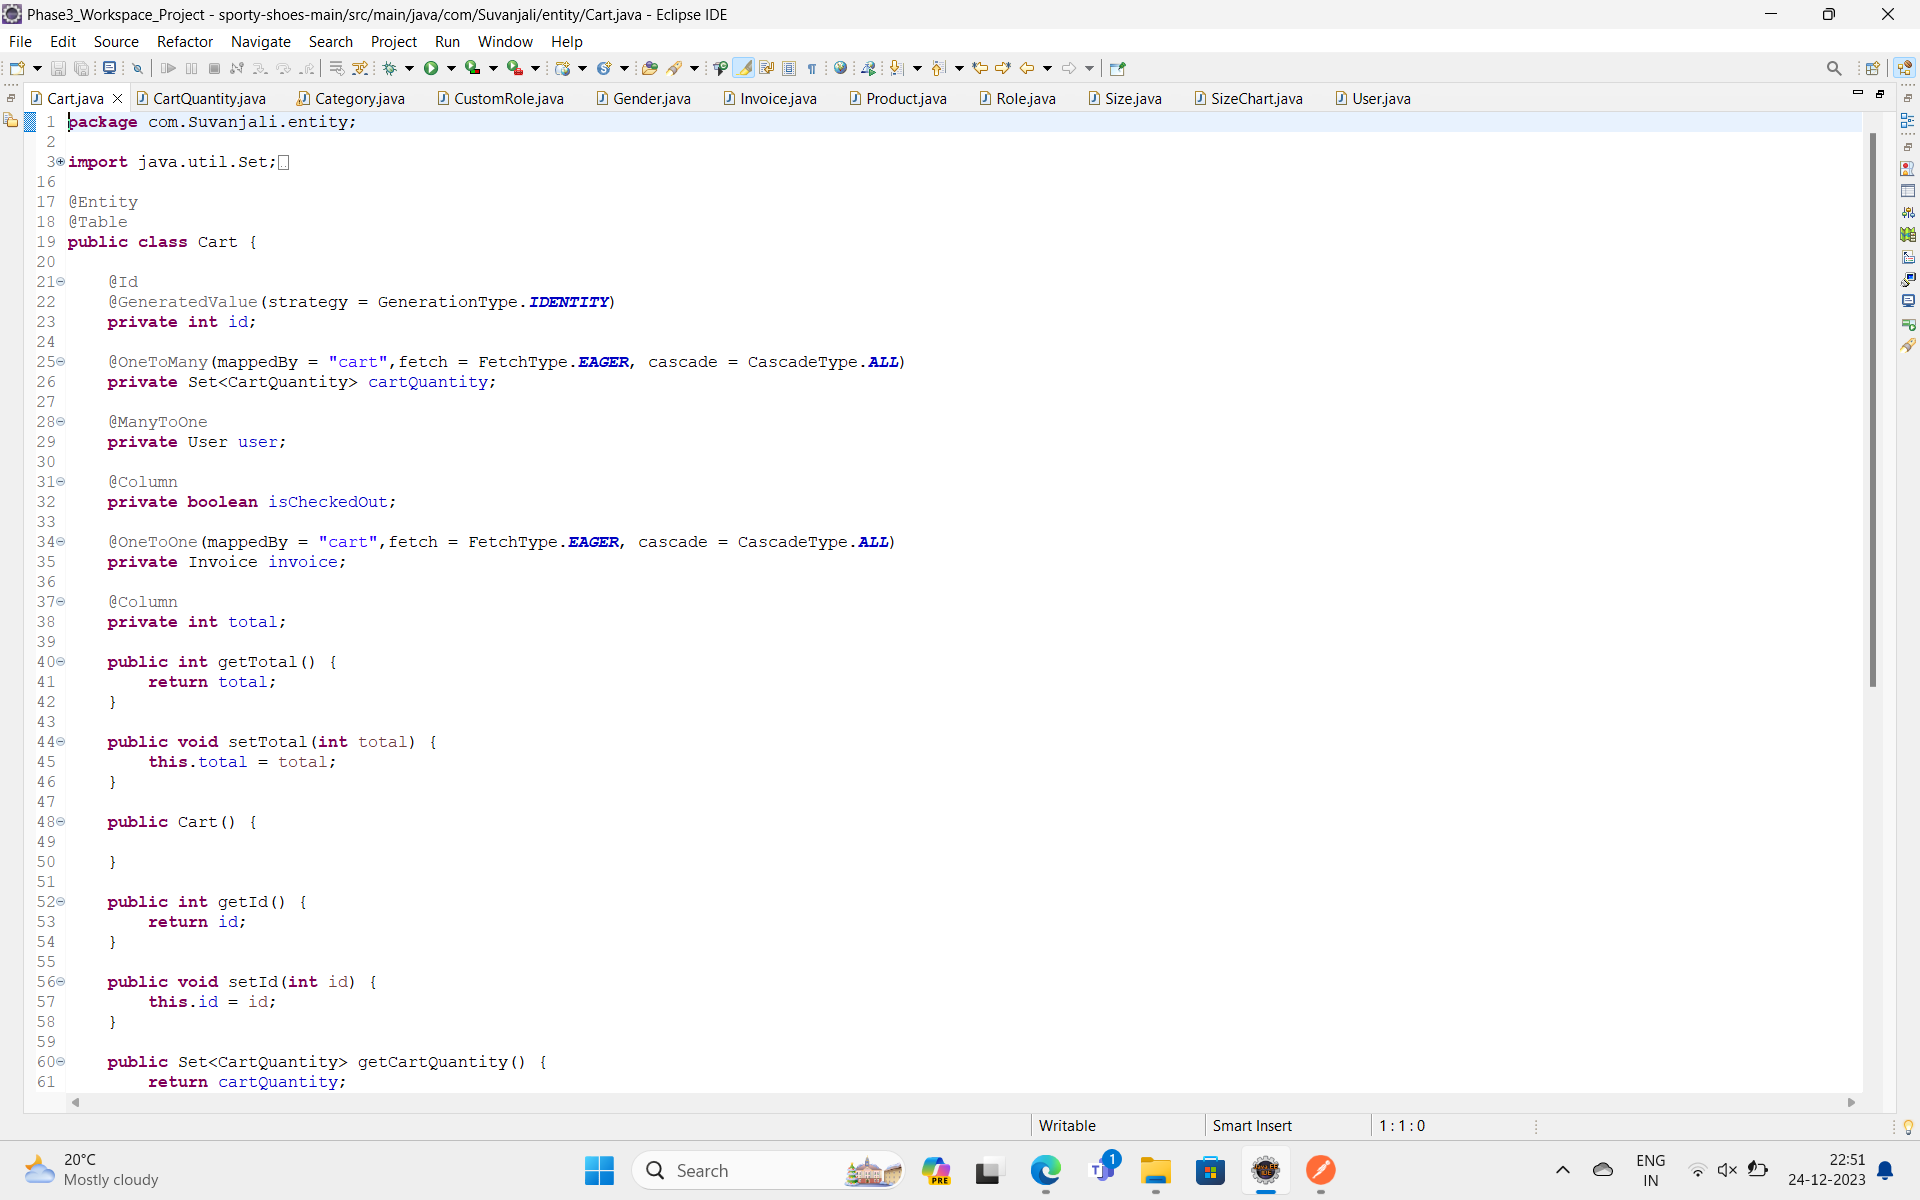 Phase3_Workspace_Project - sporty-shoes-main/src/main/java/com/Suvanjali/entity/Cart.java - Eclipse IDE
File Edit Source Refactor Navigate Search Project Run Window Help
Cart.java CartQuantity.java Category.java CustomRole.java Gender.java Invoice.java Product.java Role.java Size.java SizeChart.java User.java
1 package com.Suvanjali.entity;
2
3 import java.util.Set;
16
17 @Entity
18 @Table
19 public class Cart {
20
21 @Id
22 @GeneratedValue(strategy = GenerationType.IDENTITY)
23 private int id;
24
25 @OneToMany(mappedBy = "cart",fetch = FetchType.EAGER, cascade = CascadeType.ALL)
26 private Set<CartQuantity> cartQuantity;
27
28 @ManyToOne
29 private User user;
30
31 @Column
32 private boolean isCheckedOut;
33
34 @OneToOne(mappedBy = "cart",fetch = FetchType.EAGER, cascade = CascadeType.ALL)
35 private Invoice invoice;
36
37 @Column
38 private int total;
39
40 public int getTotal() {
41 return total;
42 }
43
44 public void setTotal(int total) {
45 this.total = total;
46 }
47
48 public Cart() {
49
50 }
51
52 public int getId() {
53 return id;
54 }
55
56 public void setId(int id) {
57 this.id = id;
58 }
59
60 public Set<CartQuantity> getCartQuantity() {
61 return cartQuantity;
Writable Smart Insert 1 : 1 : 0
20°C
Mostly cloudy
Search
PRE
1
ENG
IN
22:51
24-12-2023